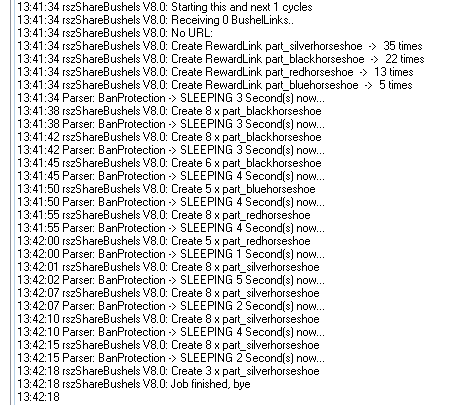 13:41:34 rszShareBushels V8.0: Starting this and next 1 cycles
13:41:34 rszShareBushels V8.0: Receiving 0 BushelLinks..
13:41:34 rszShareBushels V8.0: No URL:
13:41:34 rszShareBushels V8.0: Create RewardLink part_silverhorseshoe -> 35 times
13:41:34 rszShareBushels V8.0: Create RewardLink part_blackhorseshoe -> 22 times
13:41:34 rszShareBushels V8.0: Create RewardLink part_redhorseshoe -> 13 times
13:41:34 rszShareBushels V8.0: Create RewardLink part_bluehorseshoe -> 5 times
13:41:34 Parser: BanProtection -> SLEEPING 3 Second(s) now...
13:41:38 rszShareBushels V8.0: Create 8 x part_blackhorseshoe
13:41:38 Parser: BanProtection -> SLEEPING 3 Second(s) now...
13:41:42 rszShareBushels V8.0: Create 8 x part_blackhorseshoe
13:41:42 Parser: BanProtection -> SLEEPING 3 Second(s) now...
13:41:45 rszShareBushels V8.0: Create 6 x part_blackhorseshoe
13:41:45 Parser: BanProtection -> SLEEPING 4 Second(s) now...
13:41:50 rszShareBushels V8.0: Create 5 x part_bluehorseshoe
13:41:50 Parser: BanProtection -> SLEEPING 4 Second(s) now...
13:41:55 rszShareBushels V8.0: Create 8 x part_redhorseshoe
13:41:55 Parser: BanProtection -> SLEEPING 4 Second(s) now...
13:42:00 rszShareBushels V8.0: Create 5 x part_redhorseshoe
13:42:00 Parser: BanProtection -> SLEEPING 1 Second(s) now...
13:42:01 rszShareBushels V8.0: Create 8 x part_silverhorseshoe
13:42:02 Parser: BanProtection -> SLEEPING 5 Second(s) now...
13:42:07 rszShareBushels V8.0: Create 8 x part_silverhorseshoe
13:42:07 Parser: BanProtection -> SLEEPING 2 Second(s) now...
13:42:10 rszShareBushels V8.0: Create 8 x part_silverhorseshoe
13:42:10 Parser: BanProtection -> SLEEPING 4 Second(s) now...
13:42:15 rszShareBushels V8.0: Create 8 x part_silverhorseshoe
13:42:15 Parser: BanProtection -> SLEEPING 2 Second(s) now...
13:42:18 rszShareBushels V8.0: Create 3 x part_silverhorseshoe
13:42:18 rszShareBushels V8.0: Job finished, bye
13:42:18